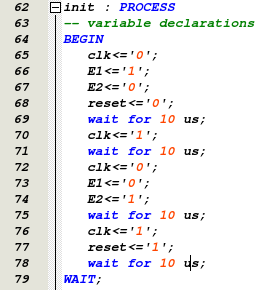 62 init : PROCESS
63 -- variable declarations
64 BEGIN
65 clk<='0';
66 E1<='1';
67 E2<='0';
68 reset<='0';
69 wait for 10 us;
70 clk<='1';
71 wait for 10 us;
72 clk<='0';
73 E1<='0';
74 E2<='1';
75 wait for 10 us;
76 clk<='1';
77 reset<='1';
78 wait for 10 us;
79 WAIT;